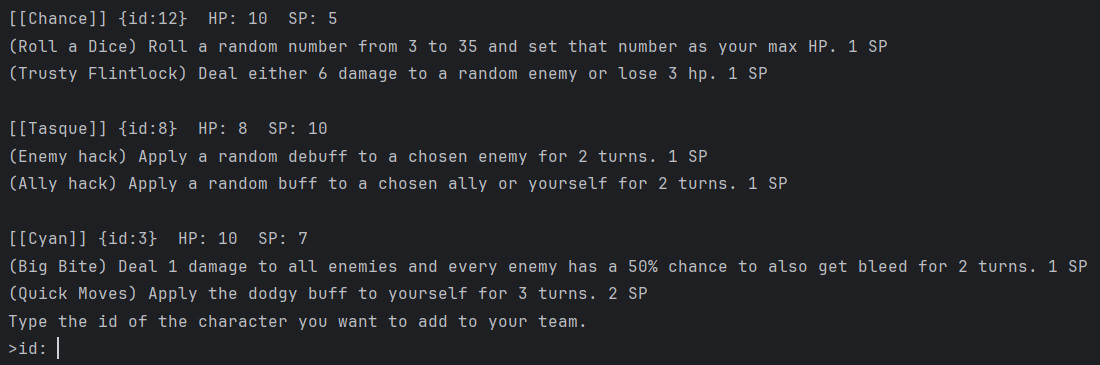 [[Chance]] {id:12}  HP: 10  SP: 5
(Roll a Dice) Roll a random number from 3 to 35 and set that number as your max HP. 1 SP
(Trusty Flintlock) Deal either 6 damage to a random enemy or lose 3 hp. 1 SP
[[Tasque]] {id:8}  HP: 8  SP: 10
(Enemy hack) Apply a random debuff to a chosen enemy for 2 turns. 1 SP
(Ally hack) Apply a random buff to a chosen ally or yourself for 2 turns. 1 SP
[[Cyan]] {id:3}  HP: 10  SP: 7
(Big Bite) Deal 1 damage to all enemies and every enemy has a 50% chance to also get bleed for 2 turns. 1 SP
(Quick Moves) Apply the dodgy buff to yourself for 3 turns. 2 SP
Type the id of the character you want to add to your team.
>id: